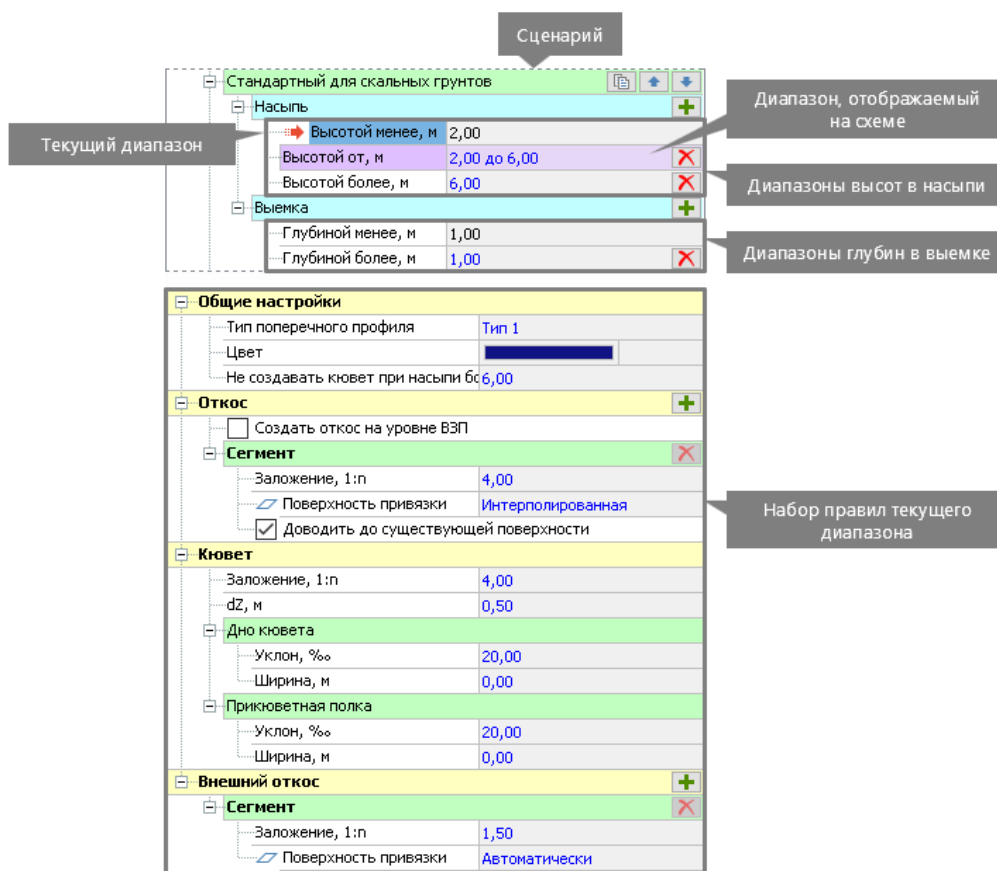 Сценарий
Стандартный для скальных грунтов
Насыпь
Диапазон, отображаемый
на схеме
Текущий диапазон
Высотой менее, м 2,00
Высотой от, м 2,00 до 6,00
Высотой более, м 6,00
Диапазоны высот в насыпи
Выемка
Глубиной менее, м 1,00
Глубиной более, м 1,00
Диапазоны глубин в выемке
Общие настройки
Тип поперечного профиля Тип 1
Цвет
Не создавать кювет при насыпи 6,00
Откос
Создать откос на уровне ВЗП
Сегмент
Заложение, 1:n 4,00
Поверхность привязки Интерполированная
Доводить до существующей поверхности
Набор правил текущего
диапазона
Кювет
Заложение, 1:n 4,00
dZ, м 0,50
Дно кювета
Уклон, ‰ 20,00
Ширина, м 0,00
Прикюветная полка
Уклон, ‰ 20,00
Ширина, м 0,00
Внешний откос
Сегмент
Заложение, 1:n 1,50
Поверхность привязки Автоматически